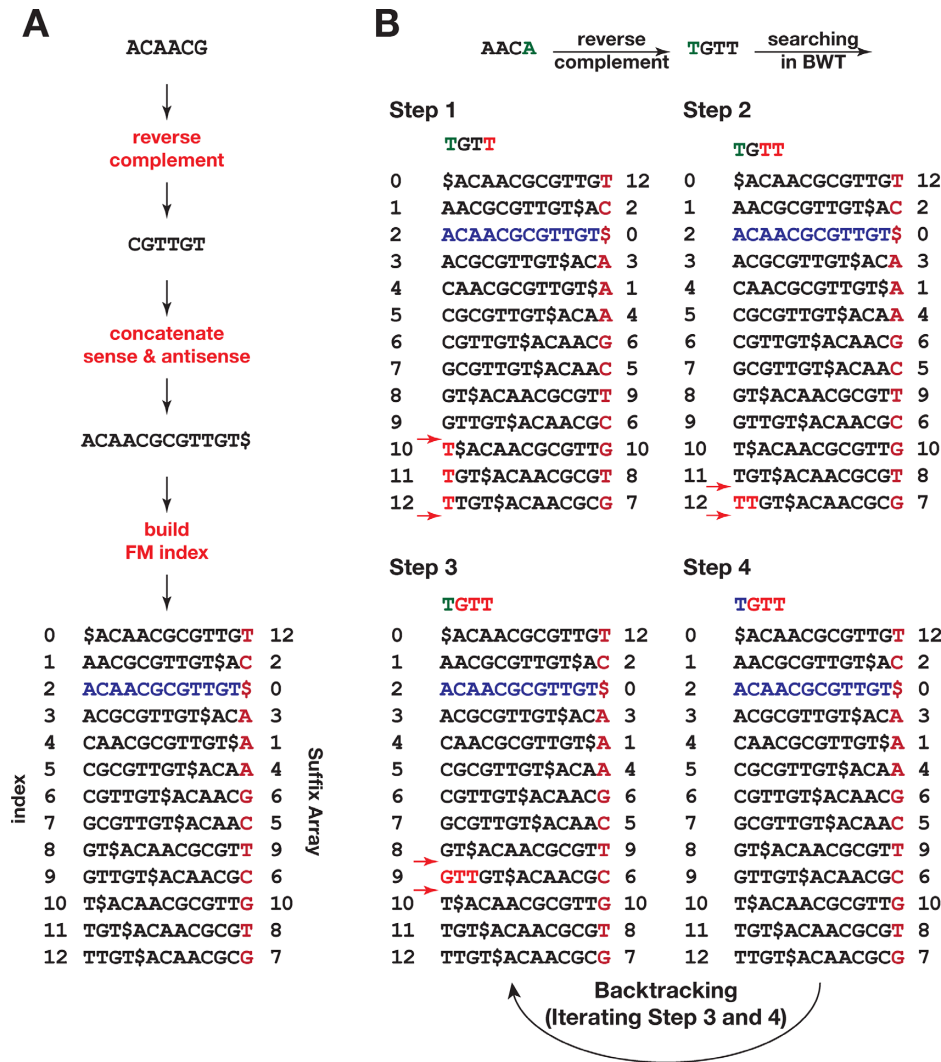 A
ACAACG
reverse
complement
CGTTGT
concatenate
sense & antisense
ACAACGCGTTGT$
build
FM index
index
Suffix Array
0 $ACAACGCGTTGT 12
1 AACGCGTTGT$AC 2
2 ACAACGCGTTGT$ 0
3 ACGCGTTGT$ACA 3
4 CAACGCGTTGT$A 1
5 CGCGTTGT$ACAA 4
6 CGTTGT$ACAACG 6
7 GCGTTGT$ACAAC 5
8 GT$ACAACGCGTT 9
9 GTTGT$ACAACGC 6
10 T$ACAACGCGTTG 10
11 TGT$ACAACGCGT 8
12 TTGT$ACAACGCG 7
B
AACA reverse complement TGTT searching in BWT
Step 1
TGTT
0 $ACAACGCGTTGT 12
1 AACGCGTTGT$AC 2
2 ACAACGCGTTGT$ 0
3 ACGCGTTGT$ACA 3
4 CAACGCGTTGT$A 1
5 CGCGTTGT$ACAA 4
6 CGTTGT$ACAACG 6
7 GCGTTGT$ACAAC 5
8 GT$ACAACGCGTT 9
9 GTTGT$ACAACGC 6
10 T$ACAACGCGTTG 10
11 TGT$ACAACGCGT 8
12 TTGT$ACAACGCG 7
Step 2
TGTT
0 $ACAACGCGTTGT 12
1 AACGCGTTGT$AC 2
2 ACAACGCGTTGT$ 0
3 ACGCGTTGT$ACA 3
4 CAACGCGTTGT$A 1
5 CGCGTTGT$ACAA 4
6 CGTTGT$ACAACG 6
7 GCGTTGT$ACAAC 5
8 GT$ACAACGCGTT 9
9 GTTGT$ACAACGC 6
10 T$ACAACGCGTTG 10
11 TGT$ACAACGCGT 8
12 TTGT$ACAACGCG 7
Step 3
TGTT
0 $ACAACGCGTTGT 12
1 AACGCGTTGT$AC 2
2 ACAACGCGTTGT$ 0
3 ACGCGTTGT$ACA 3
4 CAACGCGTTGT$A 1
5 CGCGTTGT$ACAA 4
6 CGTTGT$ACAACG 6
7 GCGTTGT$ACAAC 5
8 GT$ACAACGCGTT 9
9 GTTGT$ACAACGC 6
10 T$ACAACGCGTTG 10
11 TGT$ACAACGCGT 8
12 TTGT$ACAACGCG 7
Step 4
TGTT
0 $ACAACGCGTTGT 12
1 AACGCGTTGT$AC 2
2 ACAACGCGTTGT$ 0
3 ACGCGTTGT$ACA 3
4 CAACGCGTTGT$A 1
5 CGCGTTGT$ACAA 4
6 CGTTGT$ACAACG 6
7 GCGTTGT$ACAAC 5
8 GT$ACAACGCGTT 9
9 GTTGT$ACAACGC 6
10 T$ACAACGCGTTG 10
11 TGT$ACAACGCGT 8
12 TTGT$ACAACGCG 7
Backtracking
(Iterating Step 3 and 4)